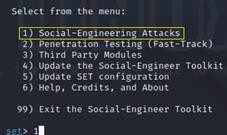 Select from the menu:
1) Social-Engineering Attacks
2) Penetration Testing (Fast-Track)
3) Third Party Modules
4) Update the Social-Engineer Toolkit
5) Update SET configuration
6) Help, Credits, and About
99) Exit the Social-Engineer Toolkit
set> 1